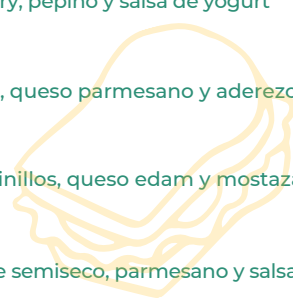 pepino y salsa de yogurt
, queso parmesano y aderezo
queso edam y mostaza
semiseco, parmesano y salsa